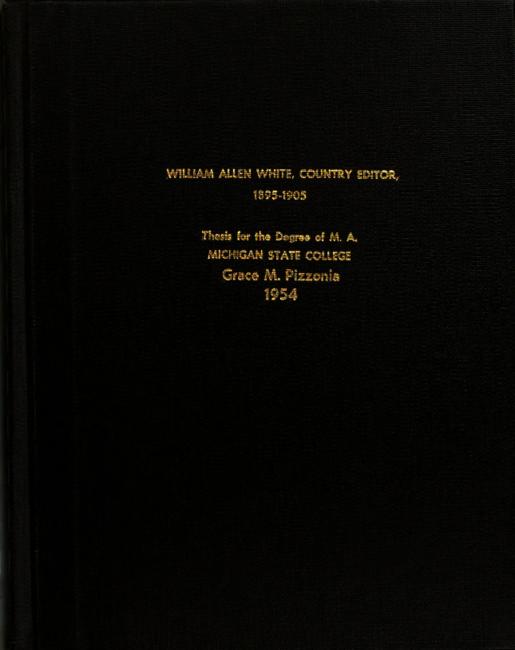 WILLIAM ALLEN WHITE, COUNTRY EDITOR,
1895-1905
Thesis for the Degree of M. A.
MICHIGAN STATE COLLEGE
Grace M. Pizzonia
1954